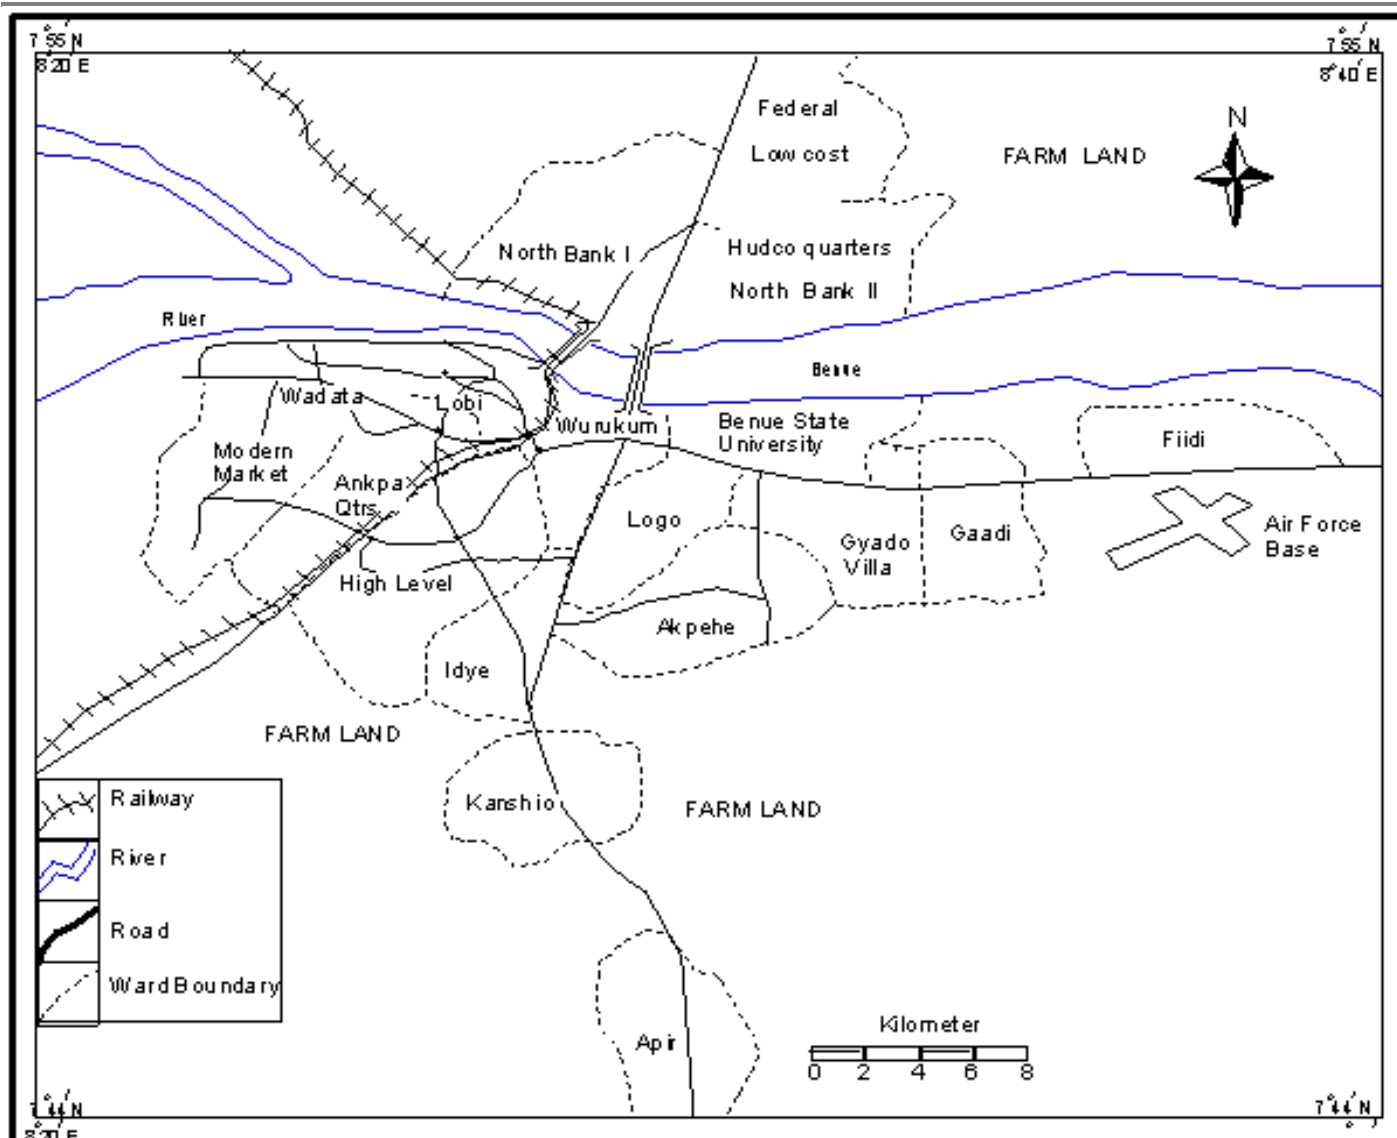 7°55'N
7°55'N
8°20'E
8°40'E
Federal
N
Low cost
FARM LAND
North Bank I
Hudco quarters
North Bank II
River
Benue
Wadata
Lobi
Wurukum
Benue State
University
Fiidi
Modern
Market
Ankpa
Qtrs
Logo
Gyado
Villa
Gaadi
Air Force
Base
High Level
Akpehe
Idye
FARM LAND
Kanshio
FARM LAND
Railway
River
Road
Ward Boundary
Kilometer
0 2 4 6 8
Apir
7°44'N
7°44'N
8°20'E